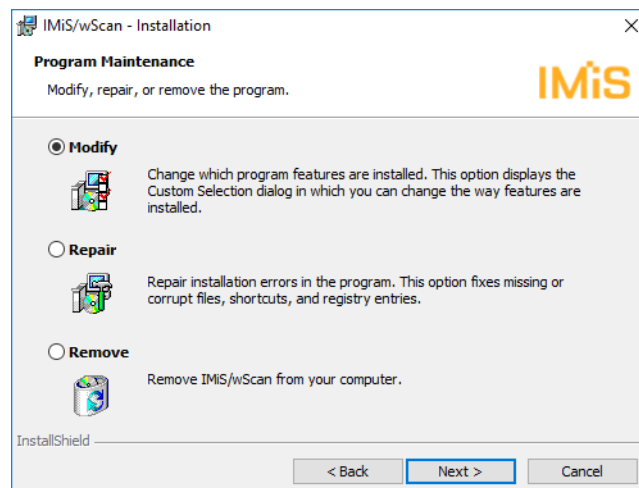 IMiS/wScan - Installation
Program Maintenance
Modify, repair, or remove the program.
IMiS
Modify
Change which program features are installed. This option displays the
Custom Selection dialog in which you can change the way features are
installed.
Repair
Repair installation errors in the program. This option fixes missing or
corrupt files, shortcuts, and registry entries.
Remove
Remove IMiS/wScan from your computer.
InstallShield
< Back
Next >
Cancel